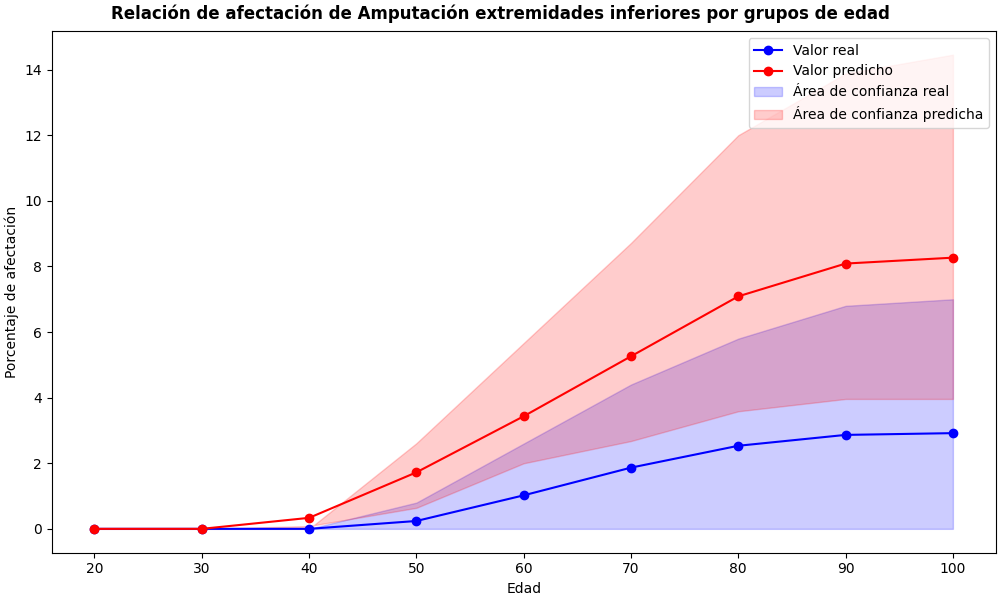 Relación de afectación de Amputación extremidades inferiores por grupos de edad
Valor real
Valor predicho
Área de confianza real
Área de confianza predicha
Porcentaje de afectación
14
12
10
8
6
4
2
0
20 30 40 50 60 70 80 90 100
Edad